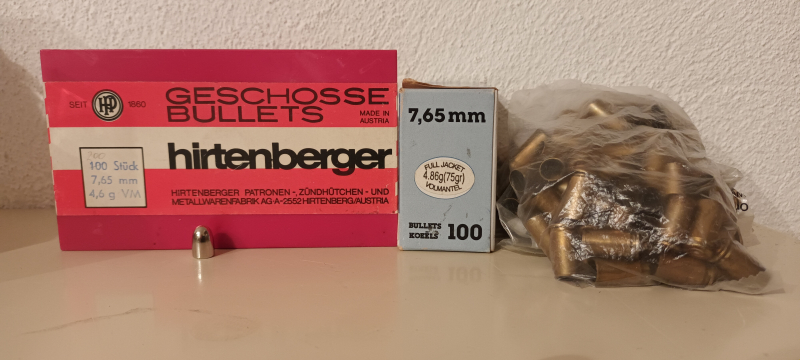 SEIT HP 1860
GESCHOSSE
BULLETS
MADE IN
AUSTRIA
hirtenberger
100 Stück
7,65 mm
4,6 g VM
HIRTENBERGER PATRONEN-, ZÜNDHÜTCHEN- UND
METALLWARENFABRIK AG·A-2552 HIRTENBERG/AUSTRIA
7,65 mm
FULL JACKET
4.86g(75gr)
VOLMANTEL
BULLETS
KOGELS
100